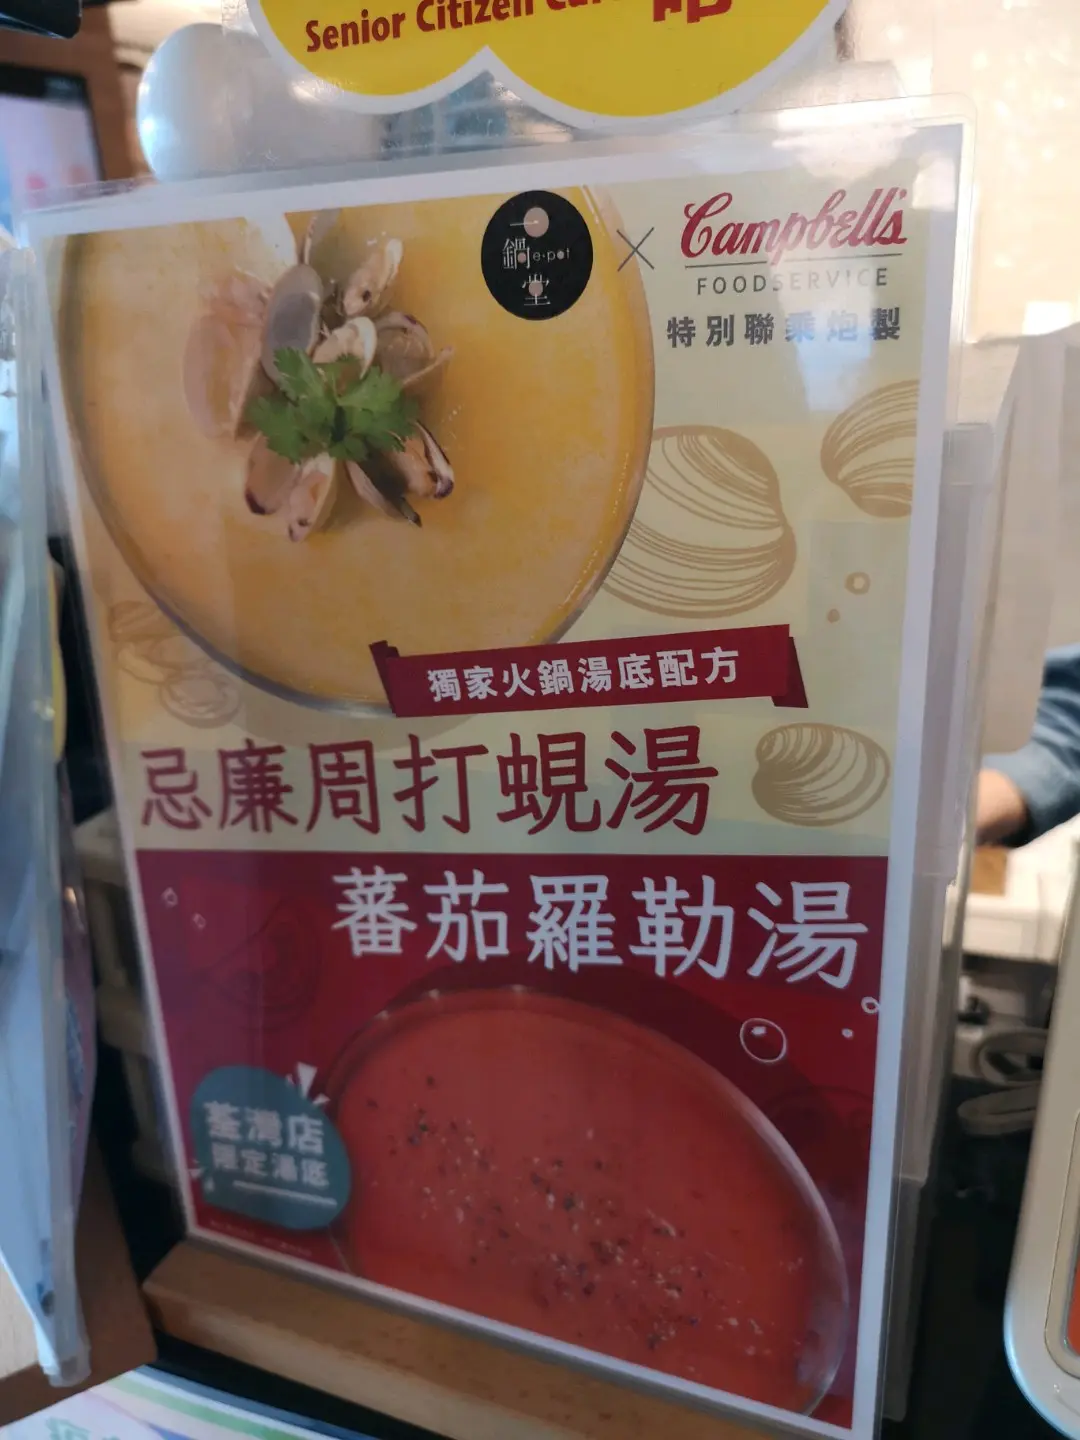 Senior Citizen Card
一鍋堂
e·pot
×
Campbell's
FOODSERVICE
特別聯乘炮製
獨家火鍋湯底配方
忌廉周打蜆湯
蕃茄羅勒湯
荃灣店
限定湯底